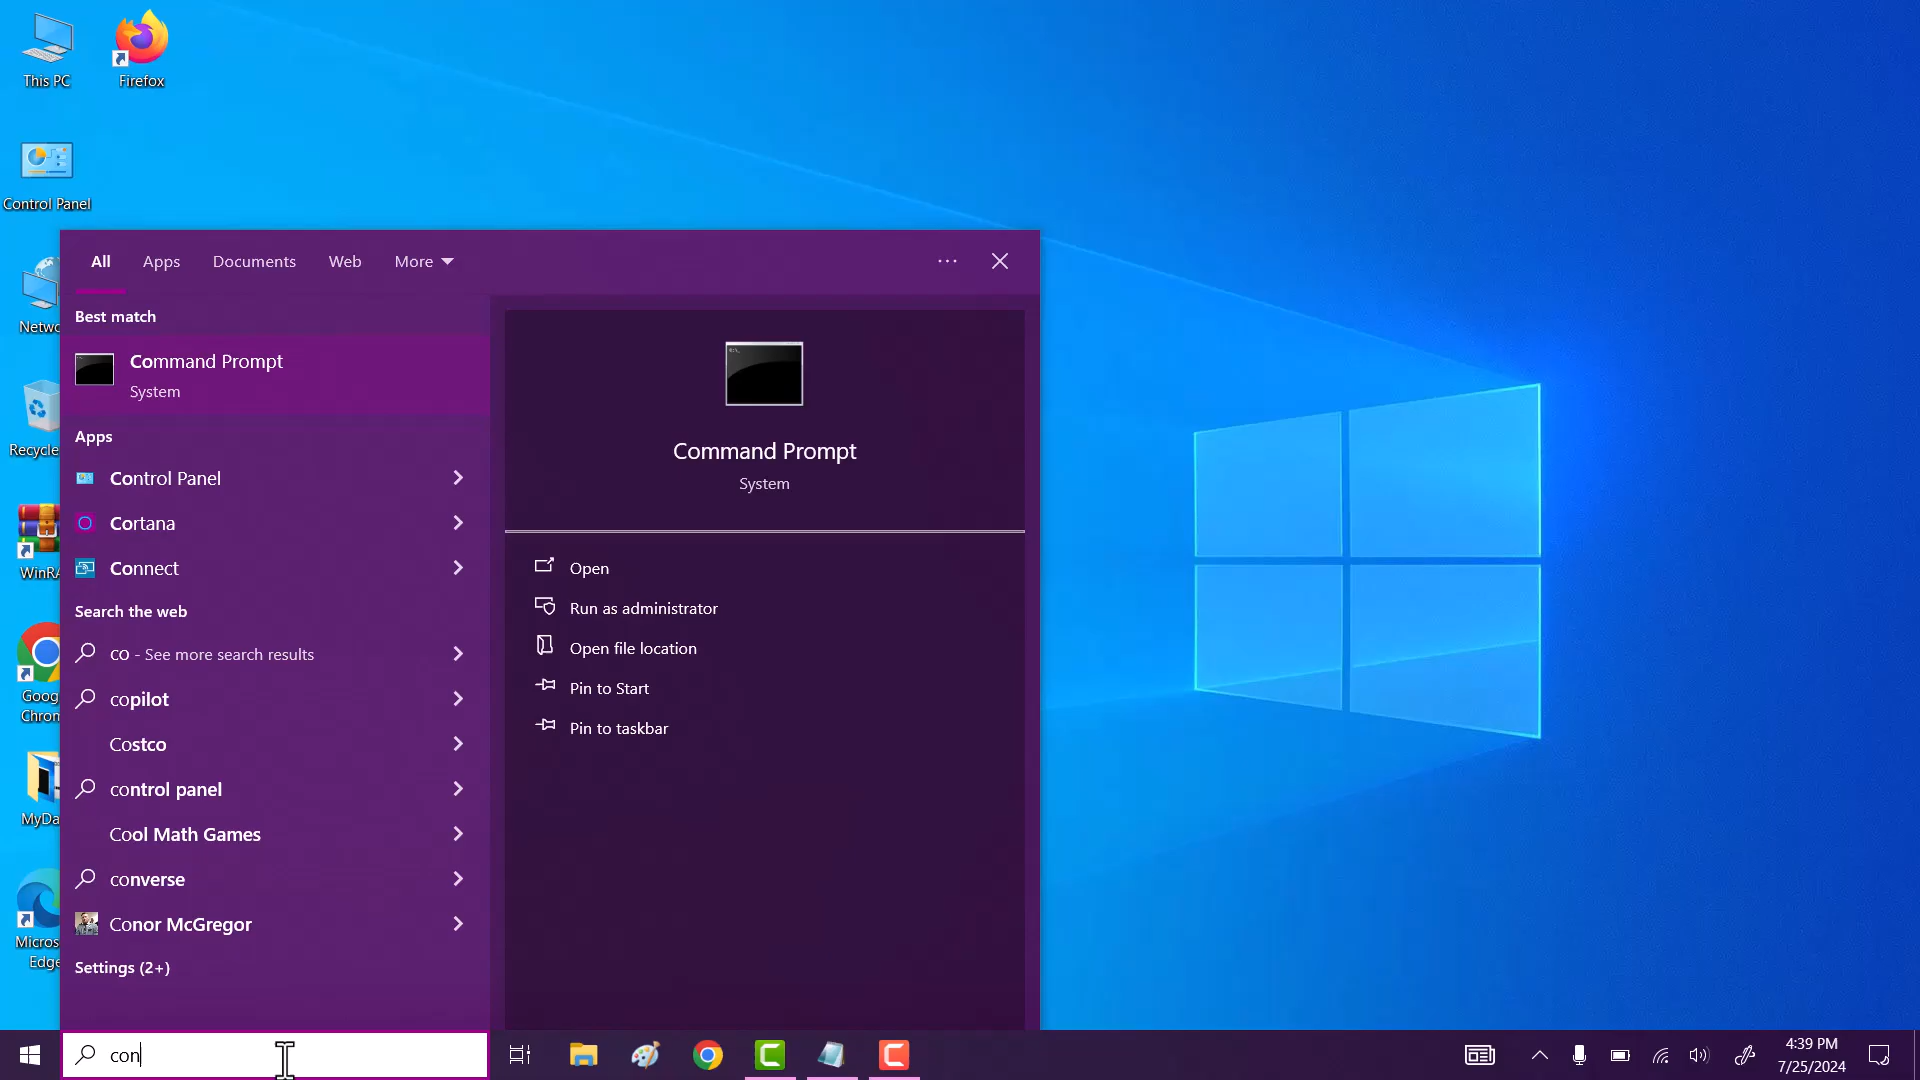 This PC
Firefox
Control Panel
Netwo
Recycle
WinRA
Goog
Chrom
MyDa
Micros
Edge
All
Apps
Documents
Web
More
Best match
Command Prompt
System
Apps
Control Panel
Cortana
Connect
Search the web
co - See more search results
copilot
Costco
control panel
Cool Math Games
converse
Conor McGregor
Settings (2+)
Command Prompt
System
Open
Run as administrator
Open file location
Pin to Start
Pin to taskbar
con
4:39 PM
7/25/2024